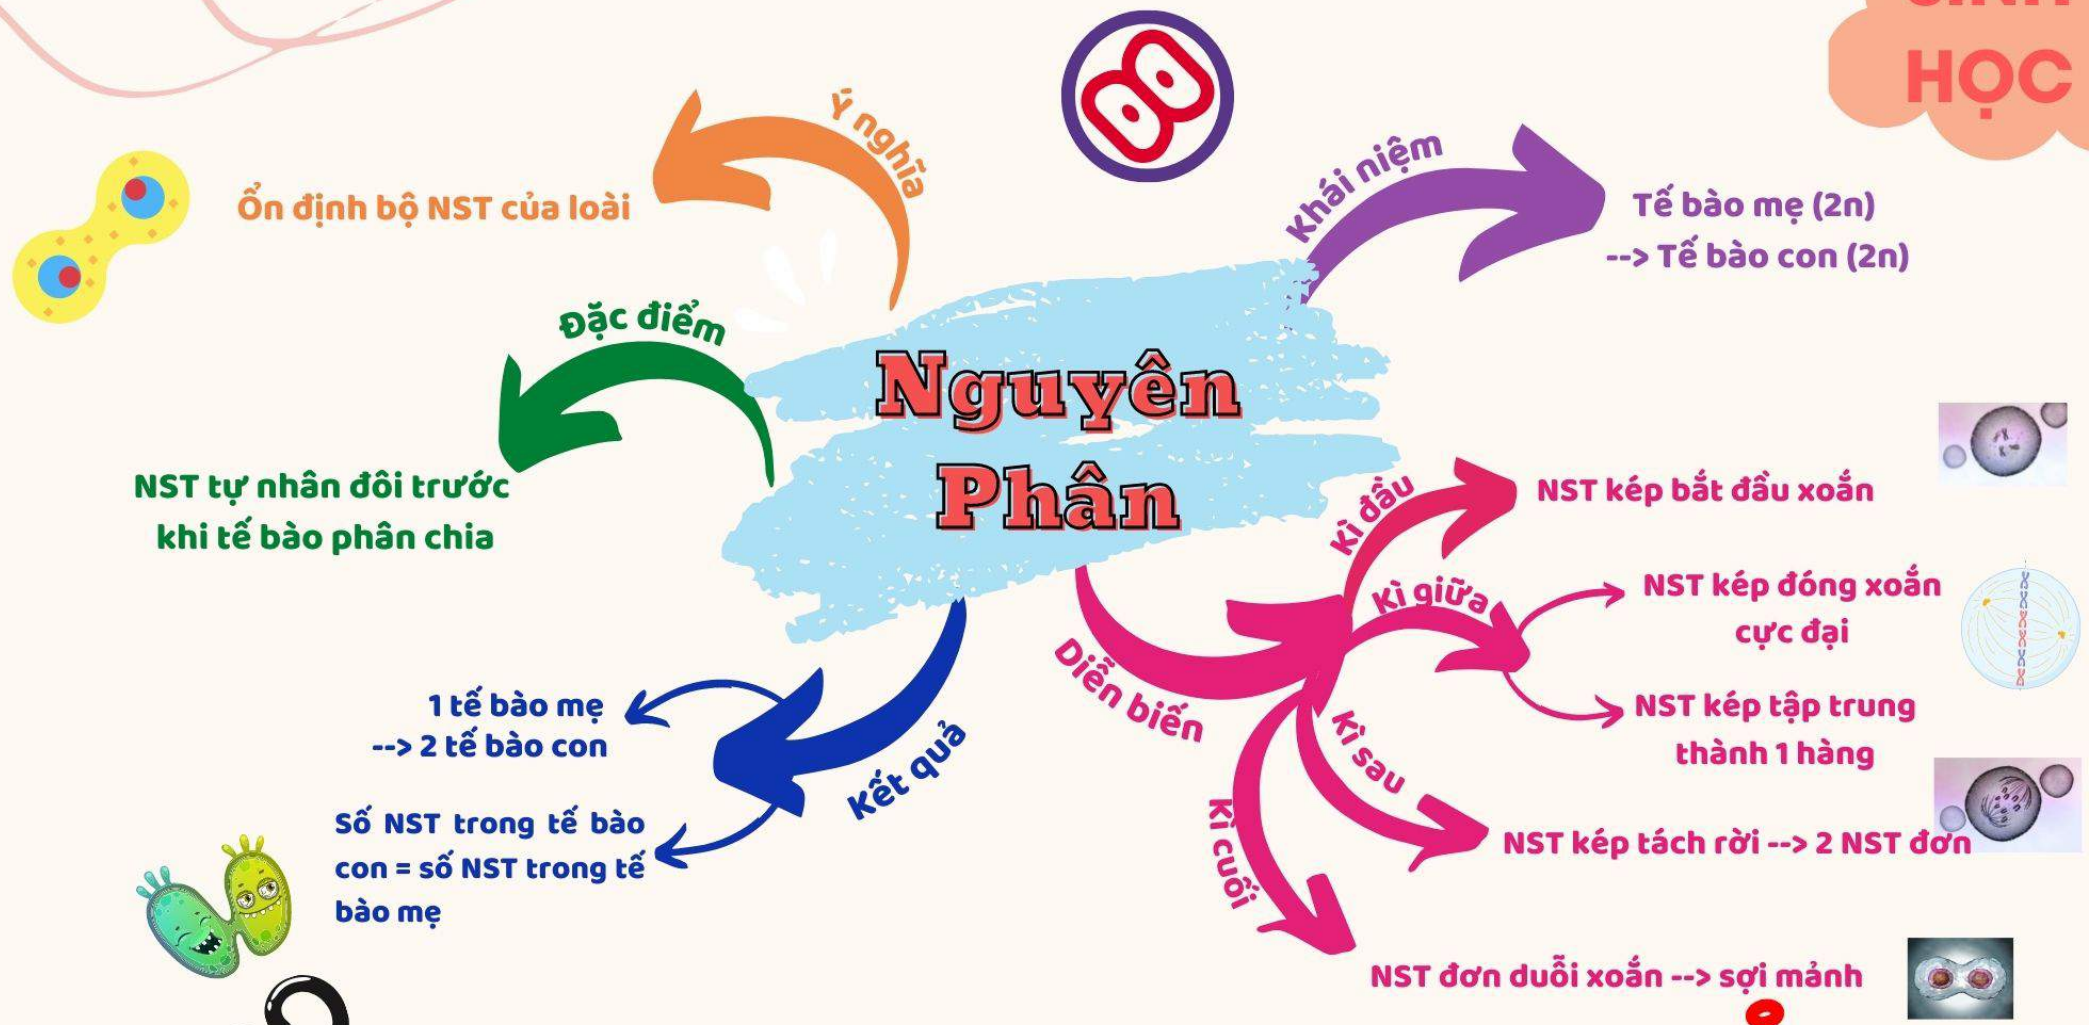 HỌC
Nguyên
Phân
Khái niệm
Tế bào mẹ (2n)
--> Tế bào con (2n)
Ý nghĩa
Ổn định bộ NST của loài
Đặc điểm
NST tự nhân đôi trước
khi tế bào phân chia
Kết quả
1 tế bào mẹ
--> 2 tế bào con
Số NST trong tế bào
con = số NST trong tế
bào mẹ
Diễn biến
Kì đầu
NST kép bắt đầu xoắn
Kì giữa
NST kép đóng xoắn
cực đại
NST kép tập trung
thành 1 hàng
Kì sau
NST kép tách rời --> 2 NST đơn
Kì cuối
NST đơn duỗi xoắn --> sợi mảnh